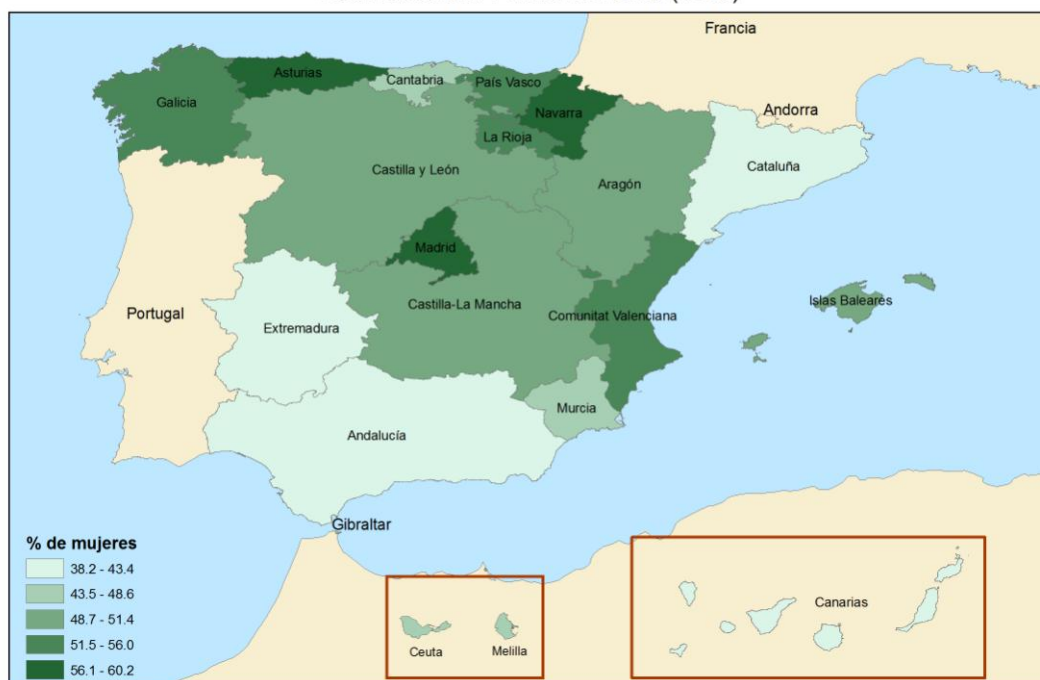 Francia
Asturias
Cantabria
País Vasco
Galicia
Navarra
Andorra
La Rioja
Castilla y León
Aragón
Cataluña
Madrid
Castilla-La Mancha
Islas Baleares
Portugal
Extremadura
Comunitat Valenciana
Murcia
Andalucía
Gibraltar
% de mujeres
38.2 - 43.4
43.5 - 48.6
48.7 - 51.4
51.5 - 56.0
56.1 - 60.2
Ceuta
Melilla
Canarias